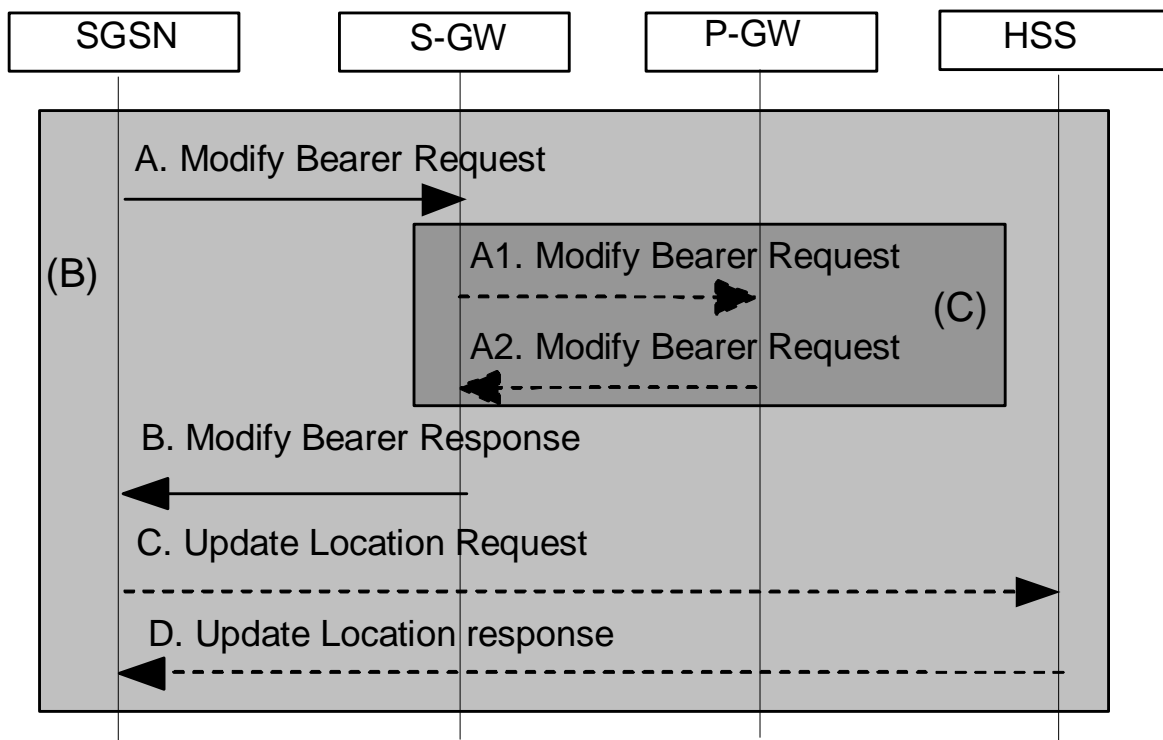 SGSN S-GW P-GW HSS
A. Modify Bearer Request
A1. Modify Bearer Request
(B)
(C)
A2. Modify Bearer Request
B. Modify Bearer Response
C. Update Location Request
D. Update Location response